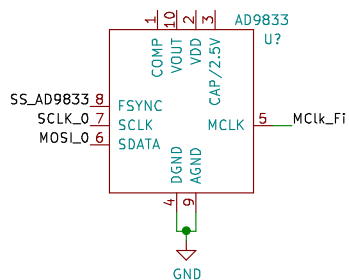 AD9833
U?
1
10
2
3
COMP
VOUT
VDD
CAP/2.5V
SS_AD9833 8 FSYNC
SCLK_0 7 SCLK
MOSI_0 6 SDATA
MCLK 5 MClk_Fi
DGND
AGND
4
9
GND